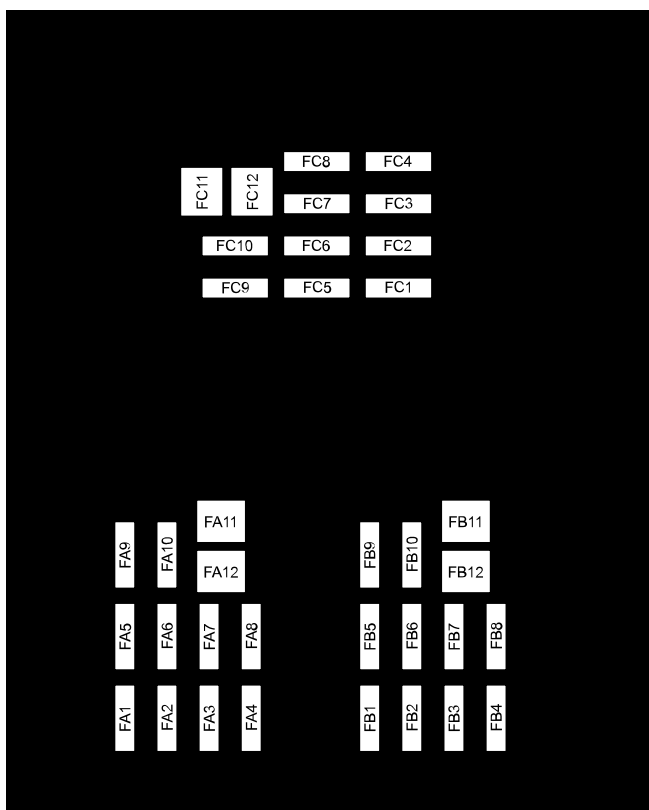 FC8 FC4
FC11 FC12
FC7 FC3
FC10 FC6 FC2
FC9 FC5 FC1
FA11 FB11
FA9 FA10 FB9 FB10
FA12 FB12
FA5 FA6 FA7 FA8 FB5 FB6 FB7 FB8
FA1 FA2 FA3 FA4 FB1 FB2 FB3 FB4